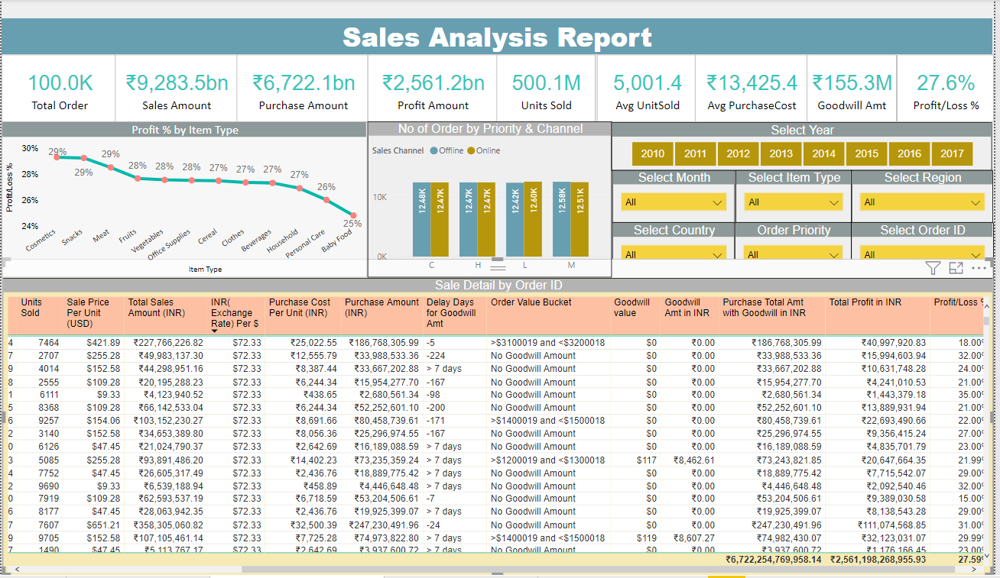 Sales Analysis Report
100.0K ₹9,283.5bn ₹6,722.1bn ₹2,561.2bn 500.1M 5,001.4 ₹13,425.4 ₹155.3M 27.6%
Total Order Sales Amount Purchase Amount Profit Amount Units Sold Avg UnitSold Avg PurchaseCost Goodwill Amt Profit/Loss %
Profit % by Item Type
Profit/Loss %
30%
28%
26%
24%
29% 29% 29% 28% 28% 28% 27% 27% 27% 27% 26% 25%
Cosmetics Snacks Meat Fruits Vegetables Office Supplies Cereal Clothes Beverages Household Personal Care Baby Food
Item Type
No of Order by Priority & Channel
Sales Channel Offline Online
10K
0K
12.48K 12.47K 12.47K 12.47K 12.42K 12.60K 12.58K 12.51K
C H L M
Select Year
2010 2011 2012 2013 2014 2015 2016 2017
Select Month Select Item Type Select Region
All All All
Select Country Order Priority Select Order ID
All All All
Sale Detail by Order ID
Units Sold Sale Price Per Unit (USD) Total Sales Amount (INR) INR( Exchange Rate) Per $ Purchase Cost Per Unit (INR) Purchase Amount (INR) Delay Days for Goodwill Amt Order Value Bucket Goodwill value Goodwill Amt in INR Purchase Total Amt with Goodwill in INR Total Profit in INR Profit/Loss
4 7464 $421.89 ₹227,766,226.82 $72.33 ₹25,022.55 ₹186,768,305.99 -5 >$3100019 and <$3200018 $0 ₹0.00 ₹186,768,305.99 ₹40,997,920.83 18.00%
7 2707 $255.28 ₹49,983,137.30 $72.33 ₹12,555.79 ₹33,988,533.36 -224 No Goodwill Amount $0 ₹0.00 ₹33,988,533.36 ₹15,994,603.94 32.00%
9 4014 $152.58 ₹44,298,951.16 $72.33 ₹8,387.44 ₹33,667,202.88 > 7 days No Goodwill Amount $0 ₹0.00 ₹33,667,202.88 ₹10,631,748.28 24.00%
8 2555 $109.28 ₹20,195,288.23 $72.33 ₹6,244.34 ₹15,954,277.70 -167 No Goodwill Amount $0 ₹0.00 ₹15,954,277.70 ₹4,241,010.53 21.00%
1 6111 $9.33 ₹4,123,940.52 $72.33 ₹438.65 ₹2,680,561.34 -98 No Goodwill Amount $0 ₹0.00 ₹2,680,561.34 ₹1,443,379.18 35.00%
5 8368 $109.28 ₹66,142,533.04 $72.33 ₹6,244.34 ₹52,252,601.10 -200 No Goodwill Amount $0 ₹0.00 ₹52,252,601.10 ₹13,889,931.94 21.00%
6 9257 $154.06 ₹103,152,230.27 $72.33 ₹8,691.66 ₹80,458,739.61 -171 >$1400019 and <$1500018 $0 ₹0.00 ₹80,458,739.61 ₹22,693,490.66 22.00%
2 3140 $152.58 ₹34,653,389.80 $72.33 ₹8,056.36 ₹25,296,974.55 -167 No Goodwill Amount $0 ₹0.00 ₹25,296,974.55 ₹9,356,415.24 27.00%
0 6126 $47.45 ₹21,024,790.37 $72.33 ₹2,642.69 ₹16,189,088.59 > 7 days No Goodwill Amount $0 ₹0.00 ₹16,189,088.59 ₹4,835,701.79 23.00%
3 5085 $255.28 ₹93,891,486.20 $72.33 ₹14,402.23 ₹73,235,359.24 > 7 days >$1200019 and <$1300018 $117 ₹8,462.61 ₹73,243,821.85 ₹20,647,664.35 21.99%
4 7752 $47.45 ₹26,605,317.49 $72.33 ₹2,436.76 ₹18,889,775.42 > 7 days No Goodwill Amount $0 ₹0.00 ₹18,889,775.42 ₹7,715,542.07 29.00%
2 9690 $9.33 ₹6,539,188.94 $72.33 ₹458.89 ₹4,446,648.48 > 7 days No Goodwill Amount $0 ₹0.00 ₹4,446,648.48 ₹2,092,540.46 32.00%
0 7919 $109.28 ₹62,593,537.19 $72.33 ₹6,718.59 ₹53,204,506.61 -7 No Goodwill Amount $0 ₹0.00 ₹53,204,506.61 ₹9,389,030.58 15.00%
6 8177 $47.45 ₹28,063,942.35 $72.33 ₹2,436.76 ₹19,925,399.07 > 7 days No Goodwill Amount $0 ₹0.00 ₹19,925,399.07 ₹8,138,543.28 29.00%
7 7607 $651.21 ₹358,305,060.82 $72.33 ₹32,500.39 ₹247,230,491.96 -24 No Goodwill Amount $0 ₹0.00 ₹247,230,491.96 ₹111,074,568.85 31.00%
9 9705 $152.58 ₹107,105,461.14 $72.33 ₹7,725.28 ₹74,973,822.80 > 7 days >$1400019 and <$1500018 $119 ₹8,607.27 ₹74,982,430.07 ₹32,123,031.07 29.99%
7 1490 $47.45 ₹5,113,767.17 $72.33 ₹2,642.69 ₹3,937,600.72 > 7 days No Goodwill Amount $0 ₹0.00 ₹3,937,600.72 ₹1,176,166.45 23.00%
₹6,722,254,769,958.14 ₹2,561,198,268,955.93 27.59%